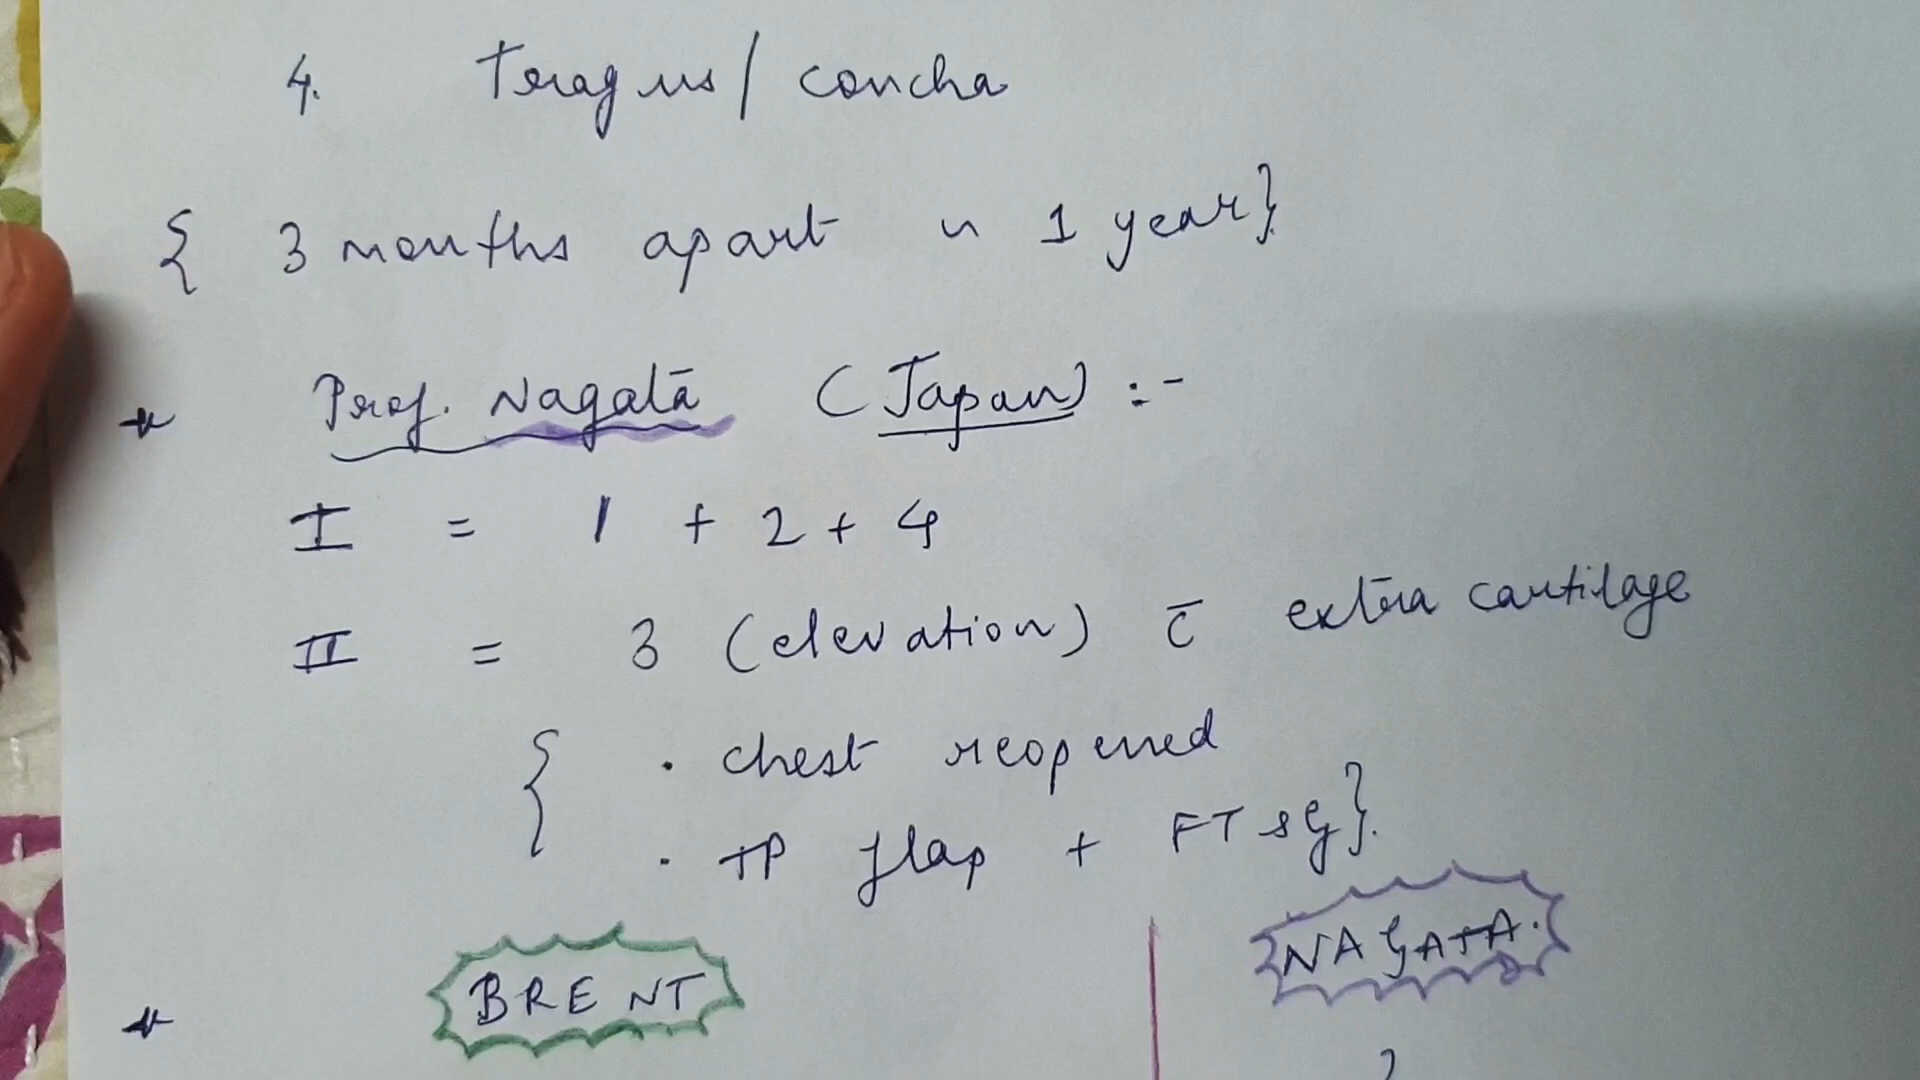 4. Tragus / concha
{ 3 months apart in 1 year}.
* Prof. Nagata (Japan) :-
I = 1 + 2 + 4
II = 3 (elevation) c̄ extra cartilage
{ . chest reopened
. TP flap + FTSG}.
BRENT
NAGATA.